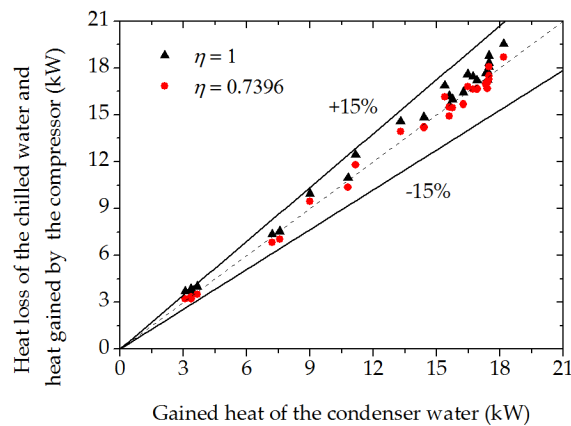 Heat loss of the chilled water and
heat gained by the compressor (kW)
21
18
15
12
9
6
3
0
η = 1
η = 0.7396
+15%
-15%
0 3 6 9 12 15 18 21
Gained heat of the condenser water (kW)